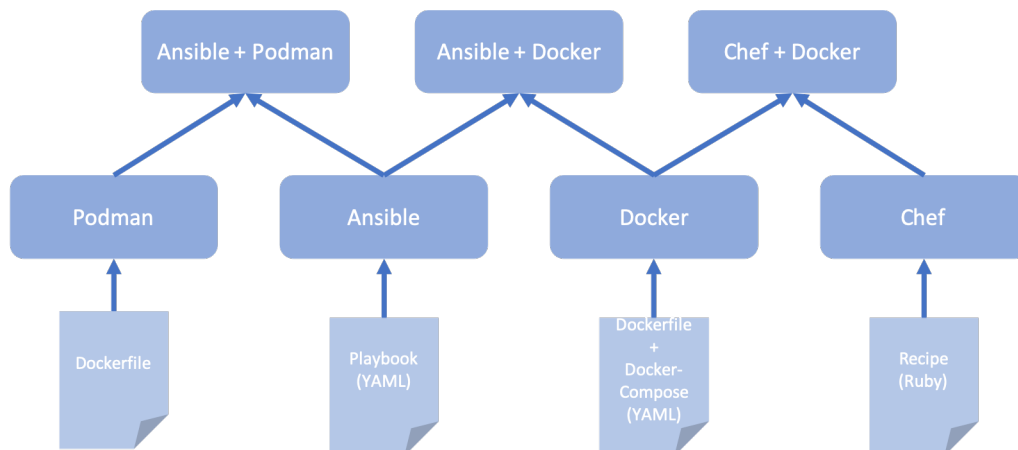 Ansible + Podman
Ansible + Docker
Chef + Docker
Podman
Ansible
Docker
Chef
Dockerfile
Playbook
(YAML)
Dockerfile
+
Docker-
Compose
(YAML)
Recipe
(Ruby)